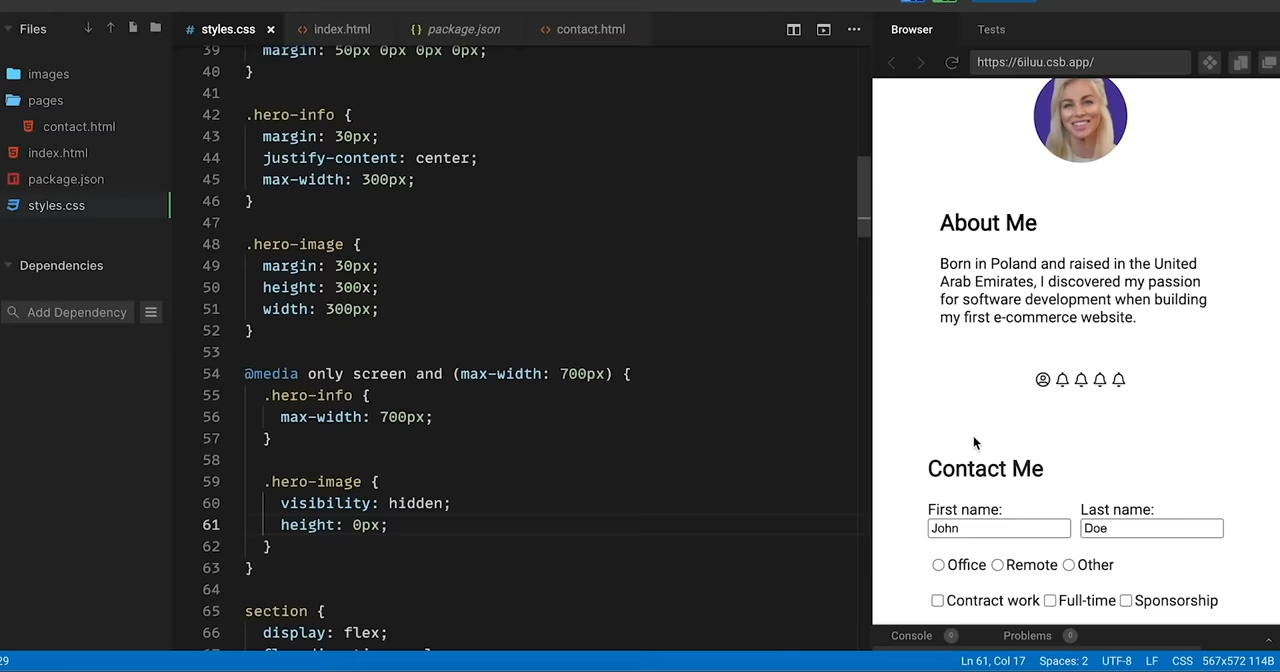 Files
styles.css ×
index.html
{} package.json
contact.html
Browser
Tests
https://6iluu.csb.app/
images
pages
contact.html
index.html
package.json
styles.css
Dependencies
Add Dependency
39 margin: 50px 0px 0px 0px;
40 }
41
42 .hero-info {
43 margin: 30px;
44 justify-content: center;
45 max-width: 300px;
46 }
47
48 .hero-image {
49 margin: 30px;
50 height: 300x;
51 width: 300px;
52 }
53
54 @media only screen and (max-width: 700px) {
55 .hero-info {
56 max-width: 700px;
57 }
58
59 .hero-image {
60 visibility: hidden;
61 height: 0px;
62 }
63 }
64
65 section {
66 display: flex;
About Me
Born in Poland and raised in the United
Arab Emirates, I discovered my passion
for software development when building
my first e-commerce website.
Contact Me
First name: Last name:
John Doe
Office Remote Other
Contract work Full-time Sponsorship
Console 0 Problems 0
29 Ln 61, Col 17 Spaces: 2 UTF-8 LF CSS 567x572 114B